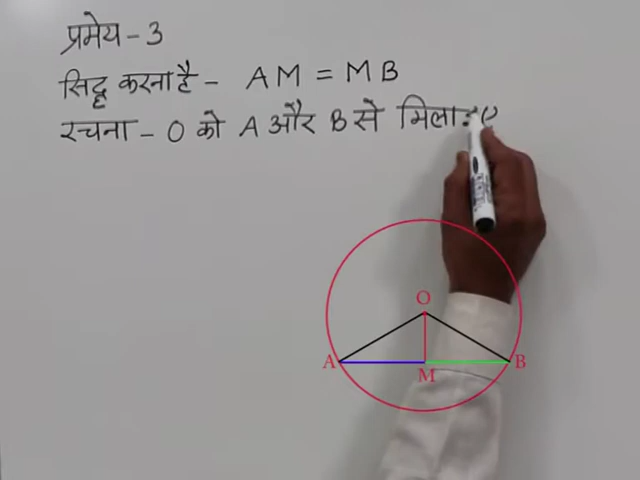 प्रमेय - 3
सिद्ध करना है - AM = MB
रचना - O को A और B से
O
A
M
B